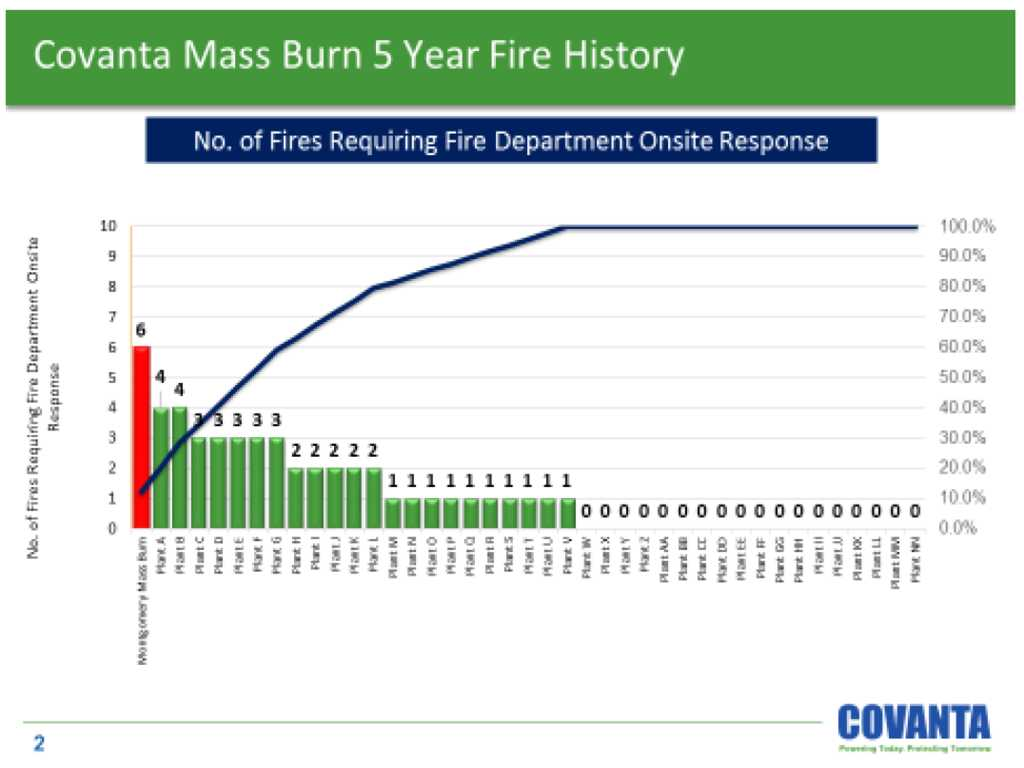 Covanta Mass Burn 5 Year Fire History
No. of Fires Requiring Fire Department Onsite Response
No. of Fires Requiring Fire Department Onsite
Response
10
9
8
7
6
5
4
3
2
1
0
100.0%
90.0%
80.0%
70.0%
60.0%
50.0%
40.0%
30.0%
20.0%
10.0%
0.0%
6
4
4
3 3 3 3 3
2 2 2 2 2
1 1 1 1 1 1 1 1 1 1
0 0 0 0 0 0 0 0 0 0 0 0 0 0 0 0 0 0
Montgomery Mass Burn
Plant A
Plant B
Plant C
Plant D
Plant E
Plant F
Plant G
Plant H
Plant I
Plant J
Plant K
Plant L
Plant M
Plant N
Plant O
Plant P
Plant Q
Plant R
Plant S
Plant T
Plant U
Plant V
Plant W
Plant X
Plant Y
Plant Z
Plant AA
Plant BB
Plant CC
Plant DD
Plant EE
Plant FF
Plant GG
Plant HH
Plant II
Plant JJ
Plant KK
Plant LL
Plant MM
Plant NN
2
COVANTA
Powering Today. Protecting Tomorrow.